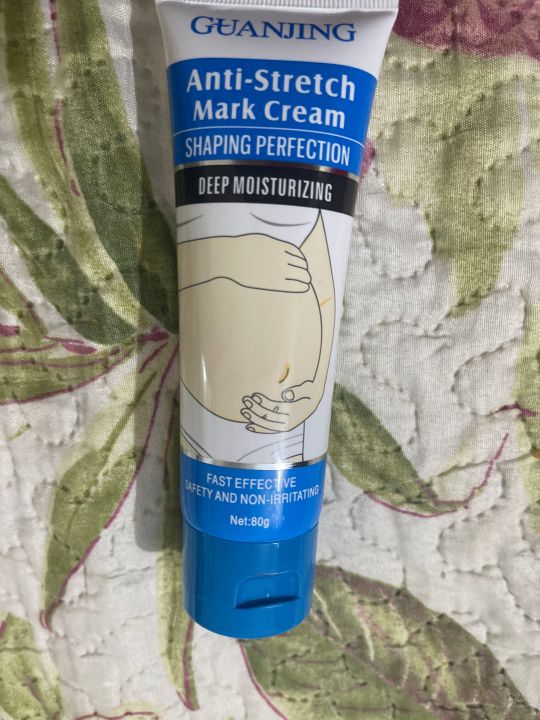 GUANJING
Anti-Stretch
Mark Cream
SHAPING PERFECTION
DEEP MOISTURIZING
FAST EFFECTIVE
SAFETY AND NON-IRRITATING
Net:80g